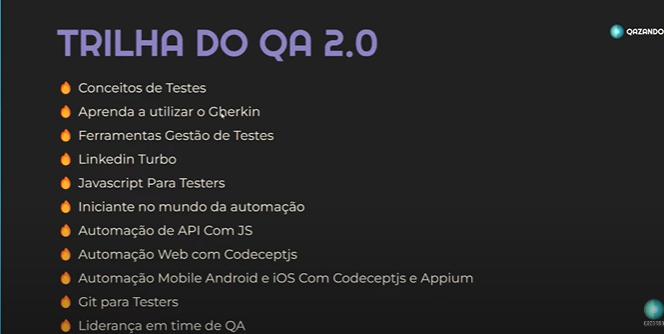 TRILHA DO QA 2.0
QAZANDO
Conceitos de Testes
Aprenda a utilizar o Gherkin
Ferramentas Gestão de Testes
Linkedin Turbo
Javascript Para Testers
Iniciante no mundo da automação
Automação de API Com JS
Automação Web com Codeceptjs
Automação Mobile Android e iOS Com Codeceptjs e Appium
Git para Testers
Liderança em time de QA